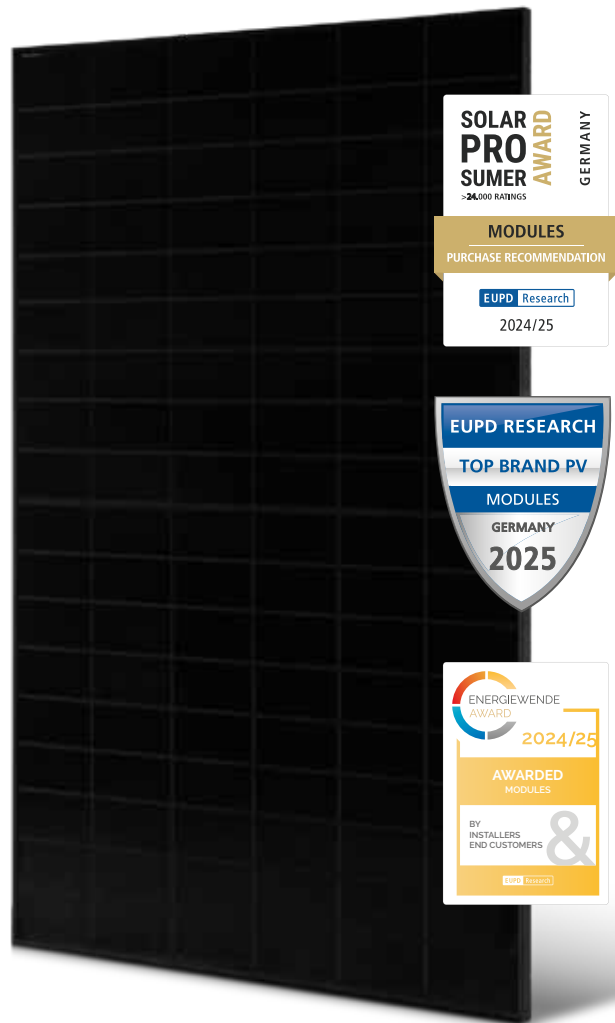 SOLAR
PRO
SUMER
AWARD
GERMANY
>24.000 RATINGS
MODULES
PURCHASE RECOMMENDATION
EUPD Research
2024/25
EUPD RESEARCH
TOP BRAND PV
MODULES
GERMANY
2025
ENERGIEWENDE
AWARD
2024/25
AWARDED
MODULES
BY
INSTALLERS
END CUSTOMERS
&
EUPD Research